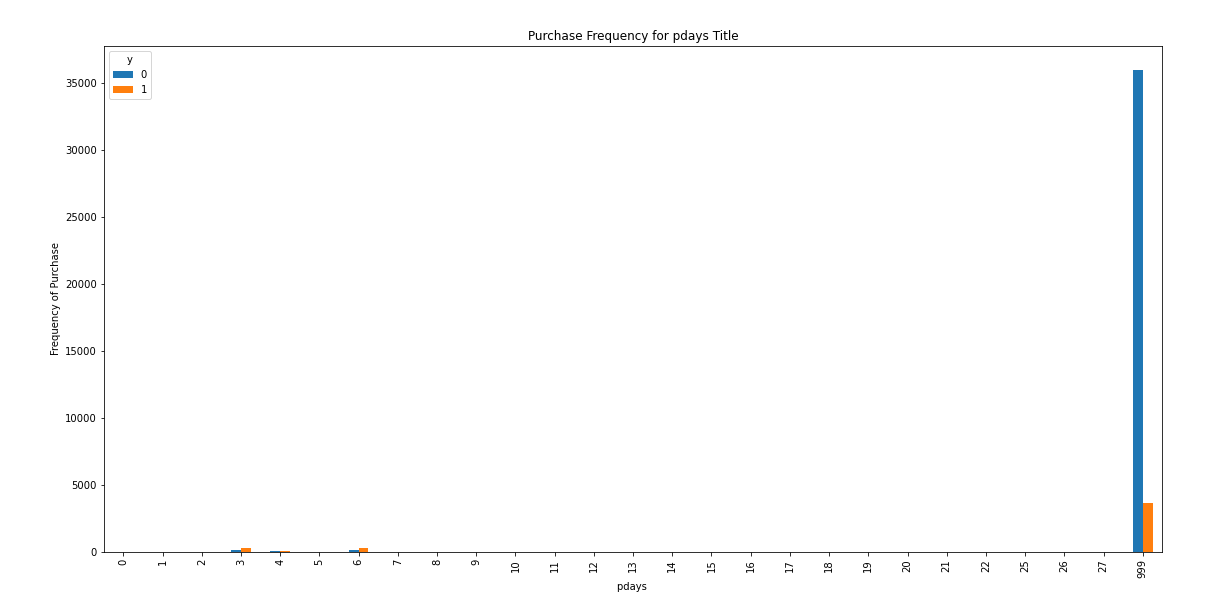 Purchase Frequency for pdays Title
y
0
1
35000
30000
25000
20000
15000
10000
5000
0
Frequency of Purchase
0 1 2 3 4 5 6 7 8 9 10 11 12 13 14 15 16 17 18 19 20 21 22 25 26 27 999
pdays